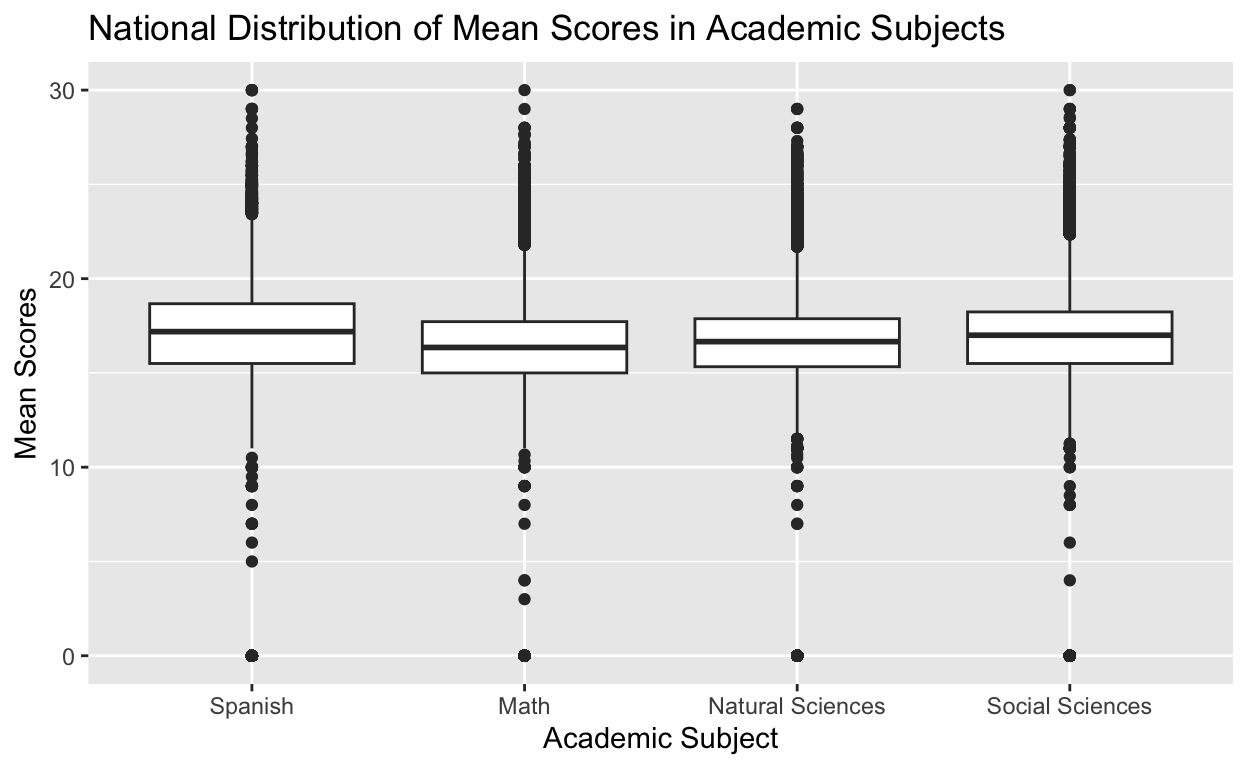 National Distribution of Mean Scores in Academic Subjects
30
20
10
0
Mean Scores
Spanish
Math
Natural Sciences
Social Sciences
Academic Subject